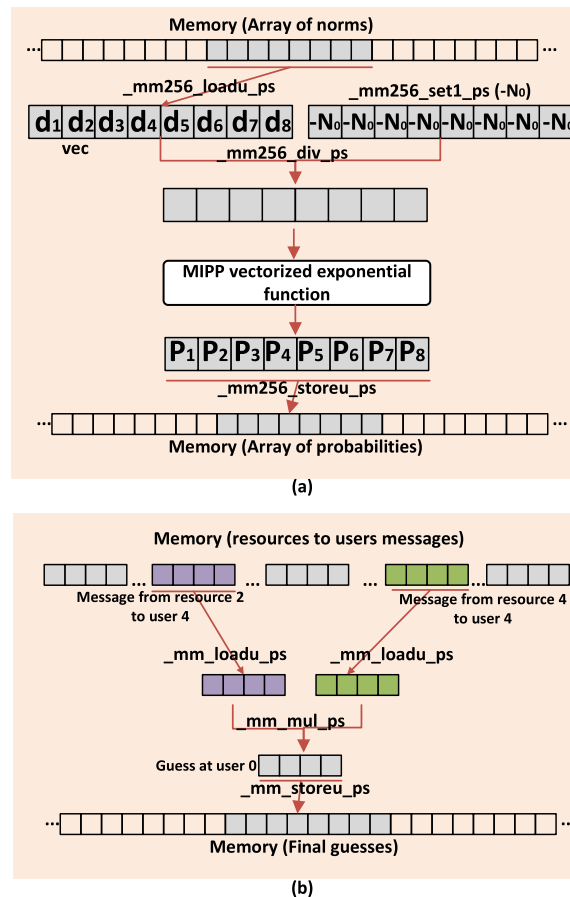 Memory (Array of norms)
... ...
_mm256_loadu_ps
_mm256_set1_ps (-N₀)
d₁ d₂ d₃ d₄ d₅ d₆ d₇ d₈
-N₀ -N₀ -N₀ -N₀ -N₀ -N₀ -N₀ -N
vec
_mm256_div_ps
MIPP vectorized exponential
function
P₁ P₂ P₃ P₄ P₅ P₆ P₇ P₈
_mm256_storeu_ps
... ...
Memory (Array of probabilities)
(a)
Memory (resources to users messages)
... ... ... ...
Message from resource 2
to user 4
Message from resource 4
to user 4
_mm_loadu_ps
_mm_loadu_ps
_mm_mul_ps
Guess at user 0
_mm_storeu_ps
... ...
Memory (Final guesses)
(b)